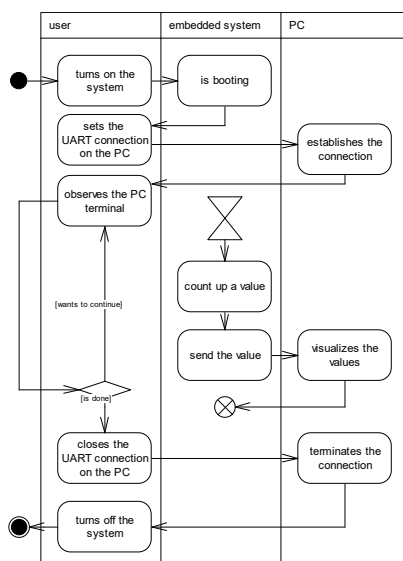 user
embedded system
PC
turns on the
system
is booting
sets the
UART connection
on the PC
establishes the
connection
observes the PC
terminal
count up a value
[wants to continue]
send the value
visualizes the
values
[is done]
closes the
UART connection
on the PC
terminates the
connection
turns off the
system